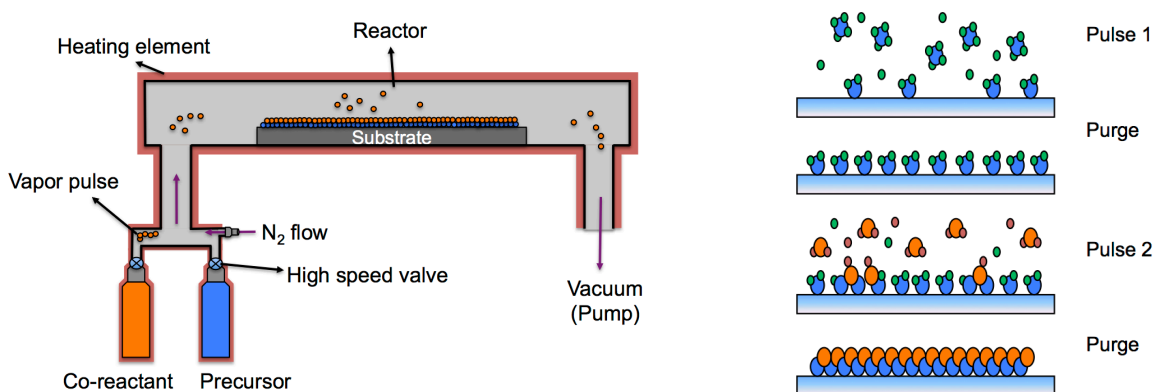 Heating element
Reactor
Substrate
Vapor pulse
N₂ flow
High speed valve
Vacuum
(Pump)
Co-reactant
Precursor
Pulse 1
Purge
Pulse 2
Purge